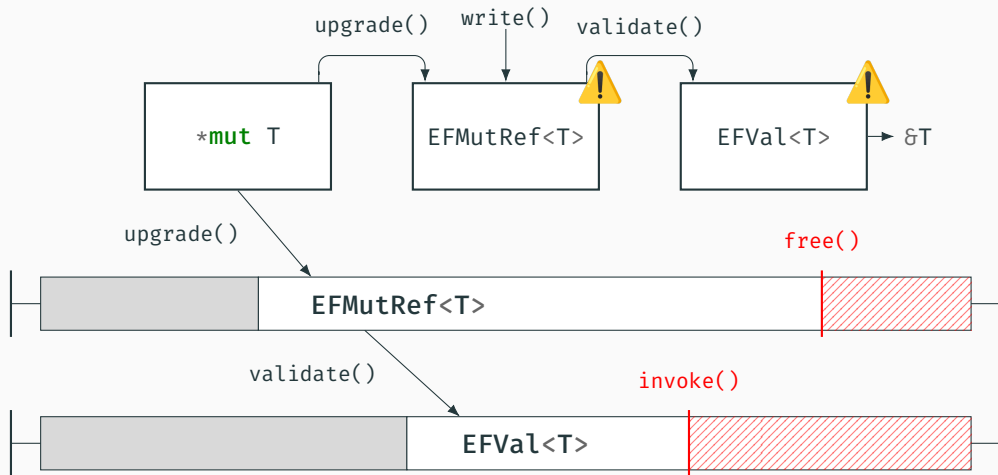 upgrade()
write()
validate()
*mut T
EFMutRef<T>
EFVal<T>
&T
upgrade()
free()
EFMutRef<T>
validate()
invoke()
EFVal<T>